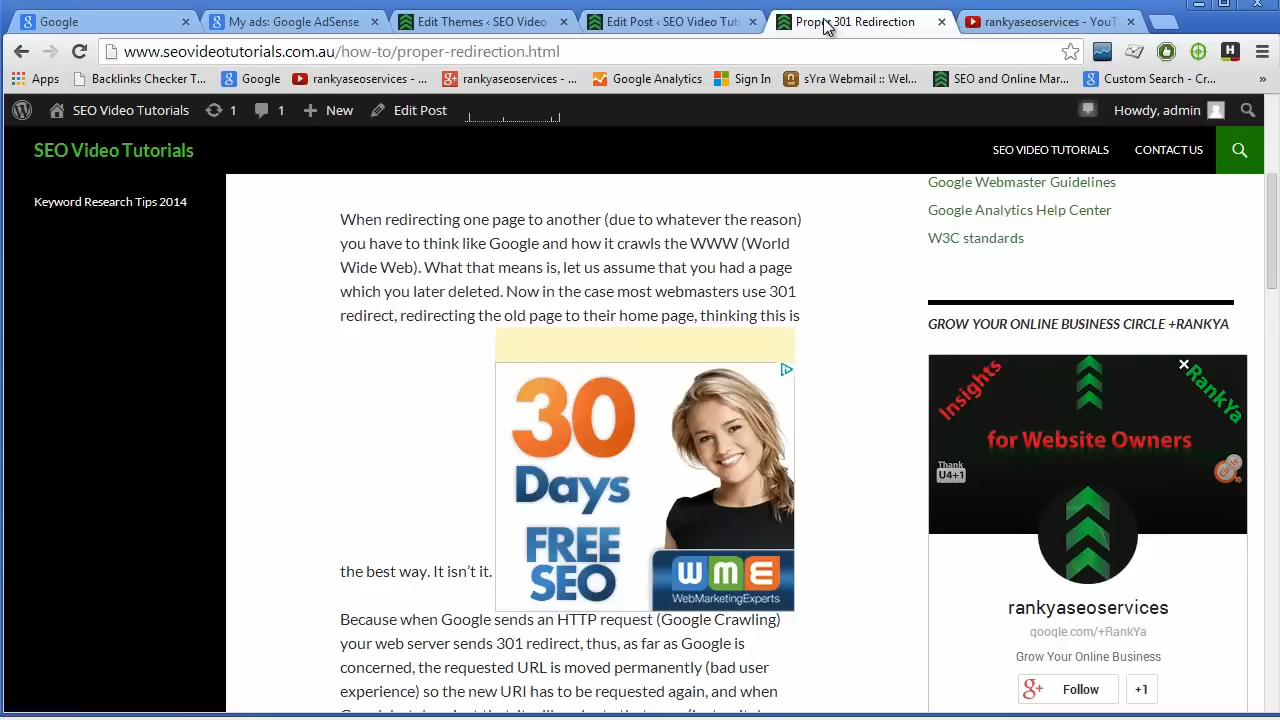 Google
My ads: Google AdSense
Edit Themes ‹ SEO Video
Edit Post ‹ SEO Video Tut
Proper 301 Redirection
rankyaseoservices - YouT
www.seovideotutorials.com.au/how-to/proper-redirection.html
Apps
Backlinks Checker T...
Google
rankyaseoservices - ...
rankyaseoservices - ...
Google Analytics
Sign In
sYra Webmail :: Wel...
SEO and Online Mar...
Custom Search - Cr...
SEO Video Tutorials
1
1
New
Edit Post
Howdy, admin
SEO Video Tutorials
SEO VIDEO TUTORIALS
CONTACT US
Keyword Research Tips 2014
When redirecting one page to another (due to whatever the reason)
you have to think like Google and how it crawls the WWW (World
Wide Web). What that means is, let us assume that you had a page
which you later deleted. Now in the case most webmasters use 301
redirect, redirecting the old page to their home page, thinking this is
30
Days
FREE
SEO
WME
WebMarketingExperts
the best way. It isn't it.
Because when Google sends an HTTP request (Google Crawling)
your web server sends 301 redirect, thus, as far as Google is
concerned, the requested URL is moved permanently (bad user
experience) so the new URI has to be requested again, and when
Google Webmaster Guidelines
Google Analytics Help Center
W3C standards
GROW YOUR ONLINE BUSINESS CIRCLE +RANKYA
Insights
RankYa
for Website Owners
Thank
U4+1
Circle
rankyaseoservices
google.com/+RankYa
Grow Your Online Business
Follow
+1